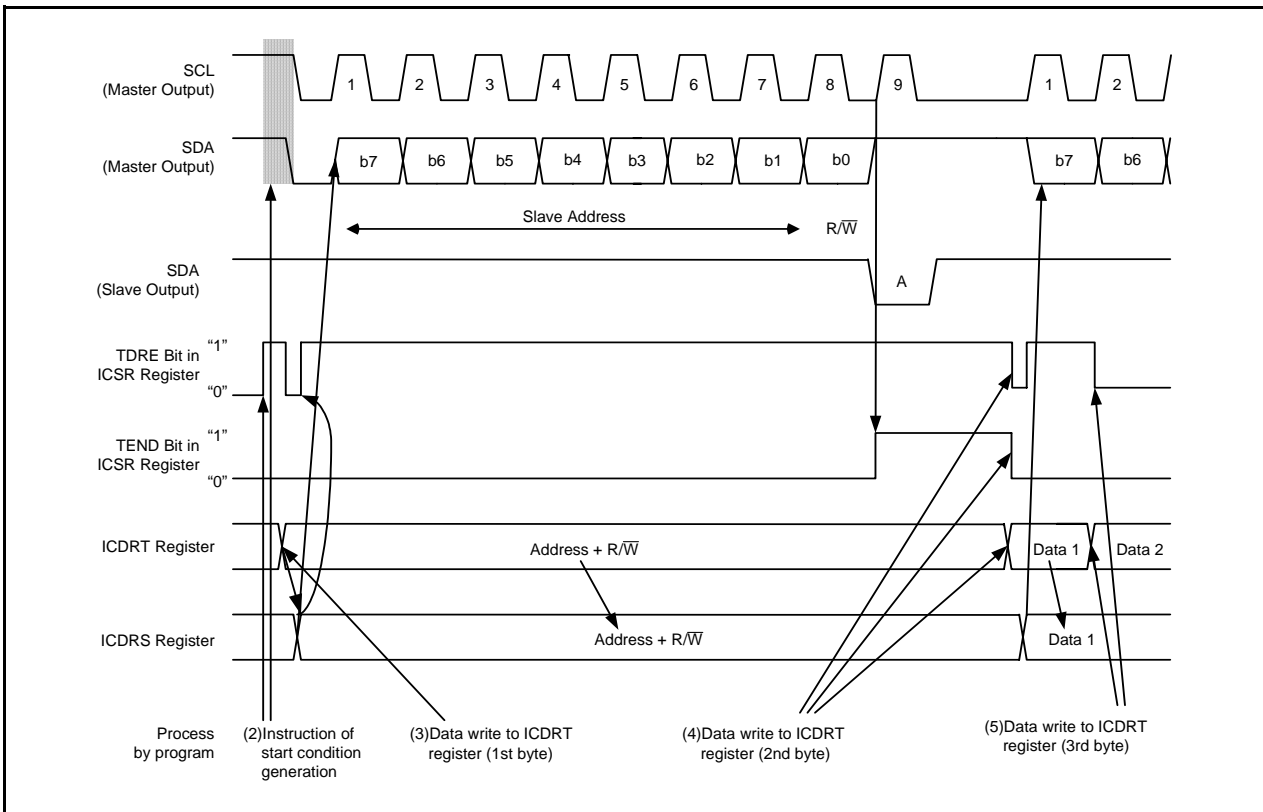 SCL
(Master Output)
1 2 3 4 5 6 7 8 9 1 2
SDA
(Master Output)
b7 b6 b5 b4 b3 b2 b1 b0 b7 b6
Slave Address
R/W̅
SDA
(Slave Output)
A
TDRE Bit in
ICSR Register
“1”
“0”
TEND Bit in
ICSR Register
“1”
“0”
ICDRT Register
Address + R/W̅
Data 1
Data 2
ICDRS Register
Address + R/W̅
Data 1
Process
by program
(2)Instruction of
start condition
generation
(3)Data write to ICDRT
register (1st byte)
(4)Data write to ICDRT
register (2nd byte)
(5)Data write to ICDRT
register (3rd byte)